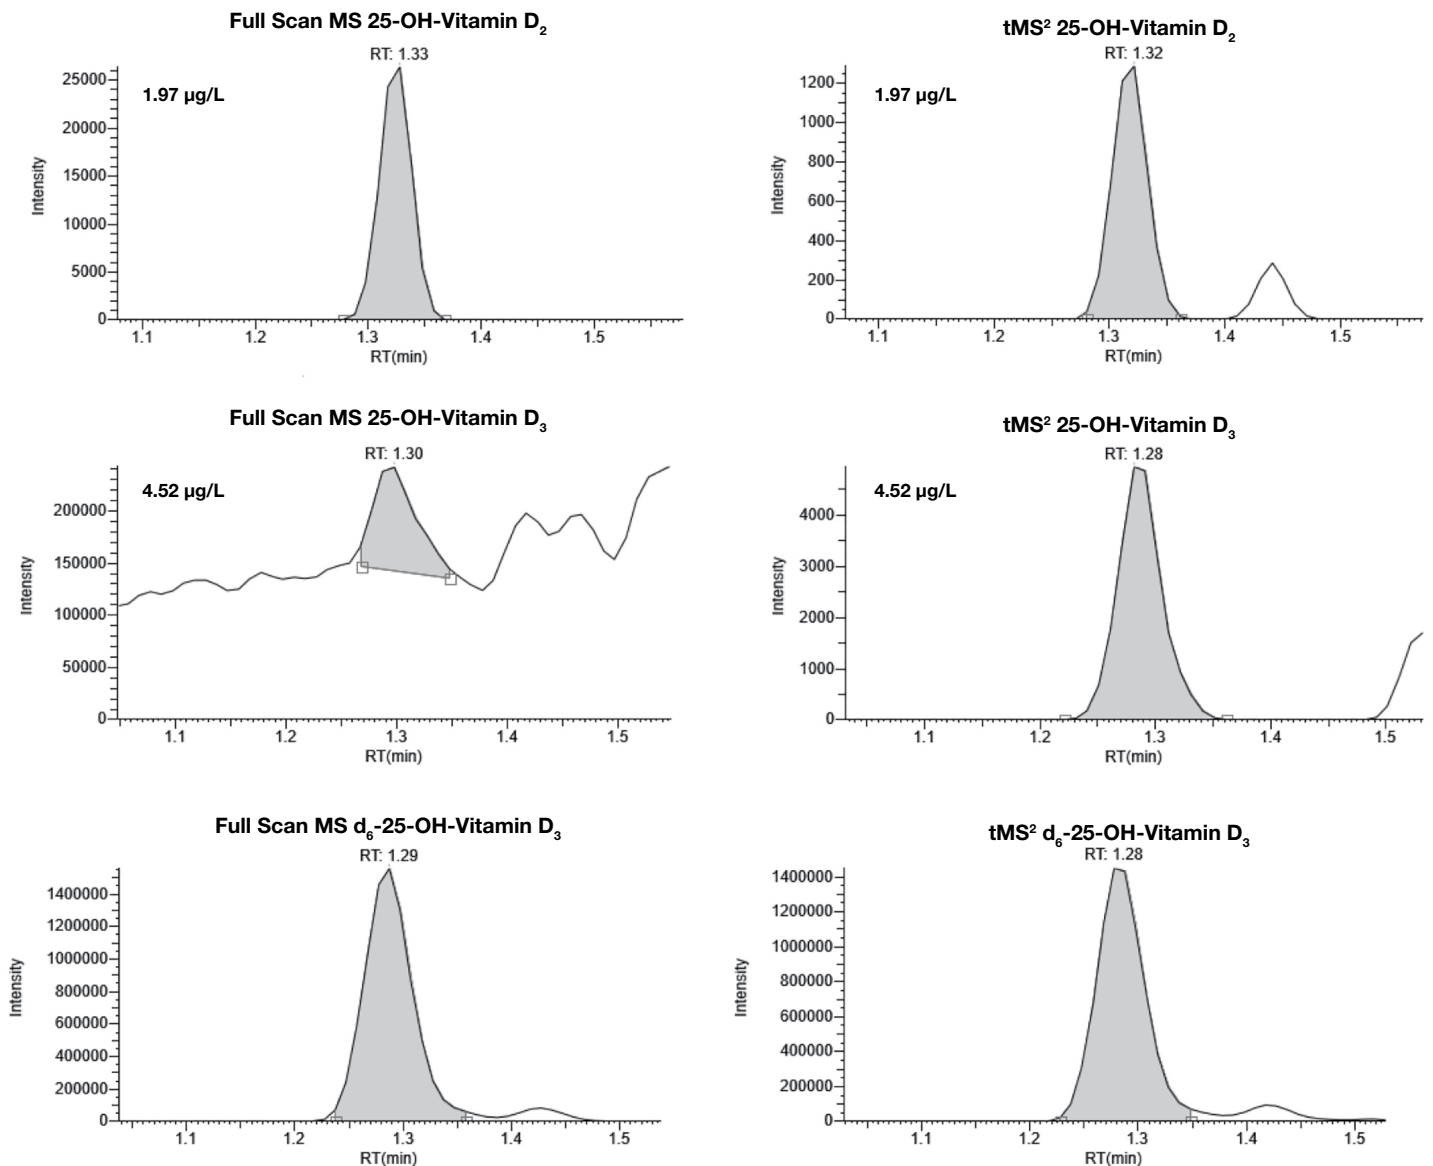 Full Scan MS 25-OH-Vitamin D₂
RT: 1.33
1.97 µg/L
25000
20000
15000
10000
5000
0
Intensity
1.1 1.2 1.3 1.4 1.5
RT(min)
tMS² 25-OH-Vitamin D₂
RT: 1.32
1.97 µg/L
1200
1000
800
600
400
200
0
Intensity
1.1 1.2 1.3 1.4 1.5
RT(min)
Full Scan MS 25-OH-Vitamin D₃
RT: 1.30
4.52 µg/L
200000
150000
100000
50000
0
Intensity
1.1 1.2 1.3 1.4 1.5
RT(min)
tMS² 25-OH-Vitamin D₃
RT: 1.28
4.52 µg/L
4000
3000
2000
1000
0
Intensity
1.1 1.2 1.3 1.4 1.5
RT(min)
Full Scan MS d₆-25-OH-Vitamin D₃
RT: 1.29
1400000
1200000
1000000
800000
600000
400000
200000
0
Intensity
1.1 1.2 1.3 1.4 1.5
RT(min)
tMS² d₆-25-OH-Vitamin D₃
RT: 1.28
1400000
1200000
1000000
800000
600000
400000
200000
0
Intensity
1.1 1.2 1.3 1.4 1.5
RT(min)